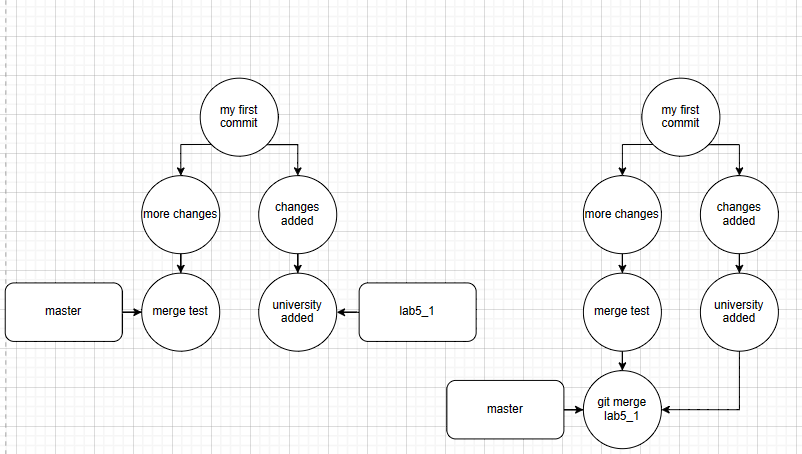 my first
commit
more changes
changes
added
master
merge test
university
added
lab5_1
my first
commit
more changes
changes
added
merge test
university
added
master
git merge
lab5_1